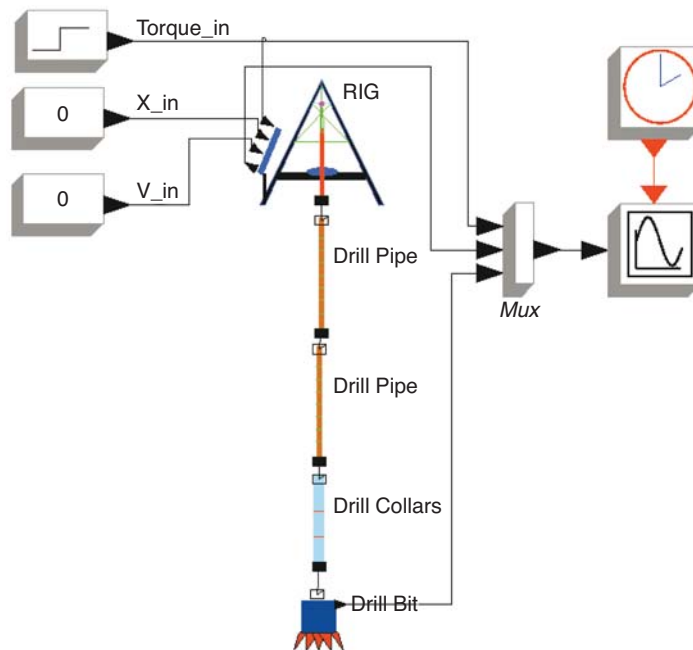 Torque_in
0
X_in
0
V_in
RIG
Drill Pipe
Drill Pipe
Drill Collars
Drill Bit
Mux